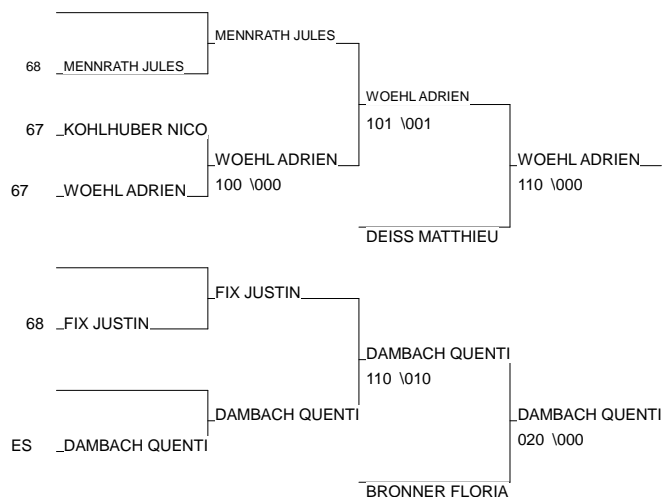 MENNRATH JULES
68 MENNRATH JULES
WOEHL ADRIEN
101 \001
67 KOHLHUBER NICO
WOEHL ADRIEN
100 \000
WOEHL ADRIEN
110 \000
67 WOEHL ADRIEN
DEISS MATTHIEU
FIX JUSTIN
68 FIX JUSTIN
DAMBACH QUENTI
110 \010
DAMBACH QUENTI
DAMBACH QUENTI
020 \000
ES DAMBACH QUENTI
BRONNER FLORIA